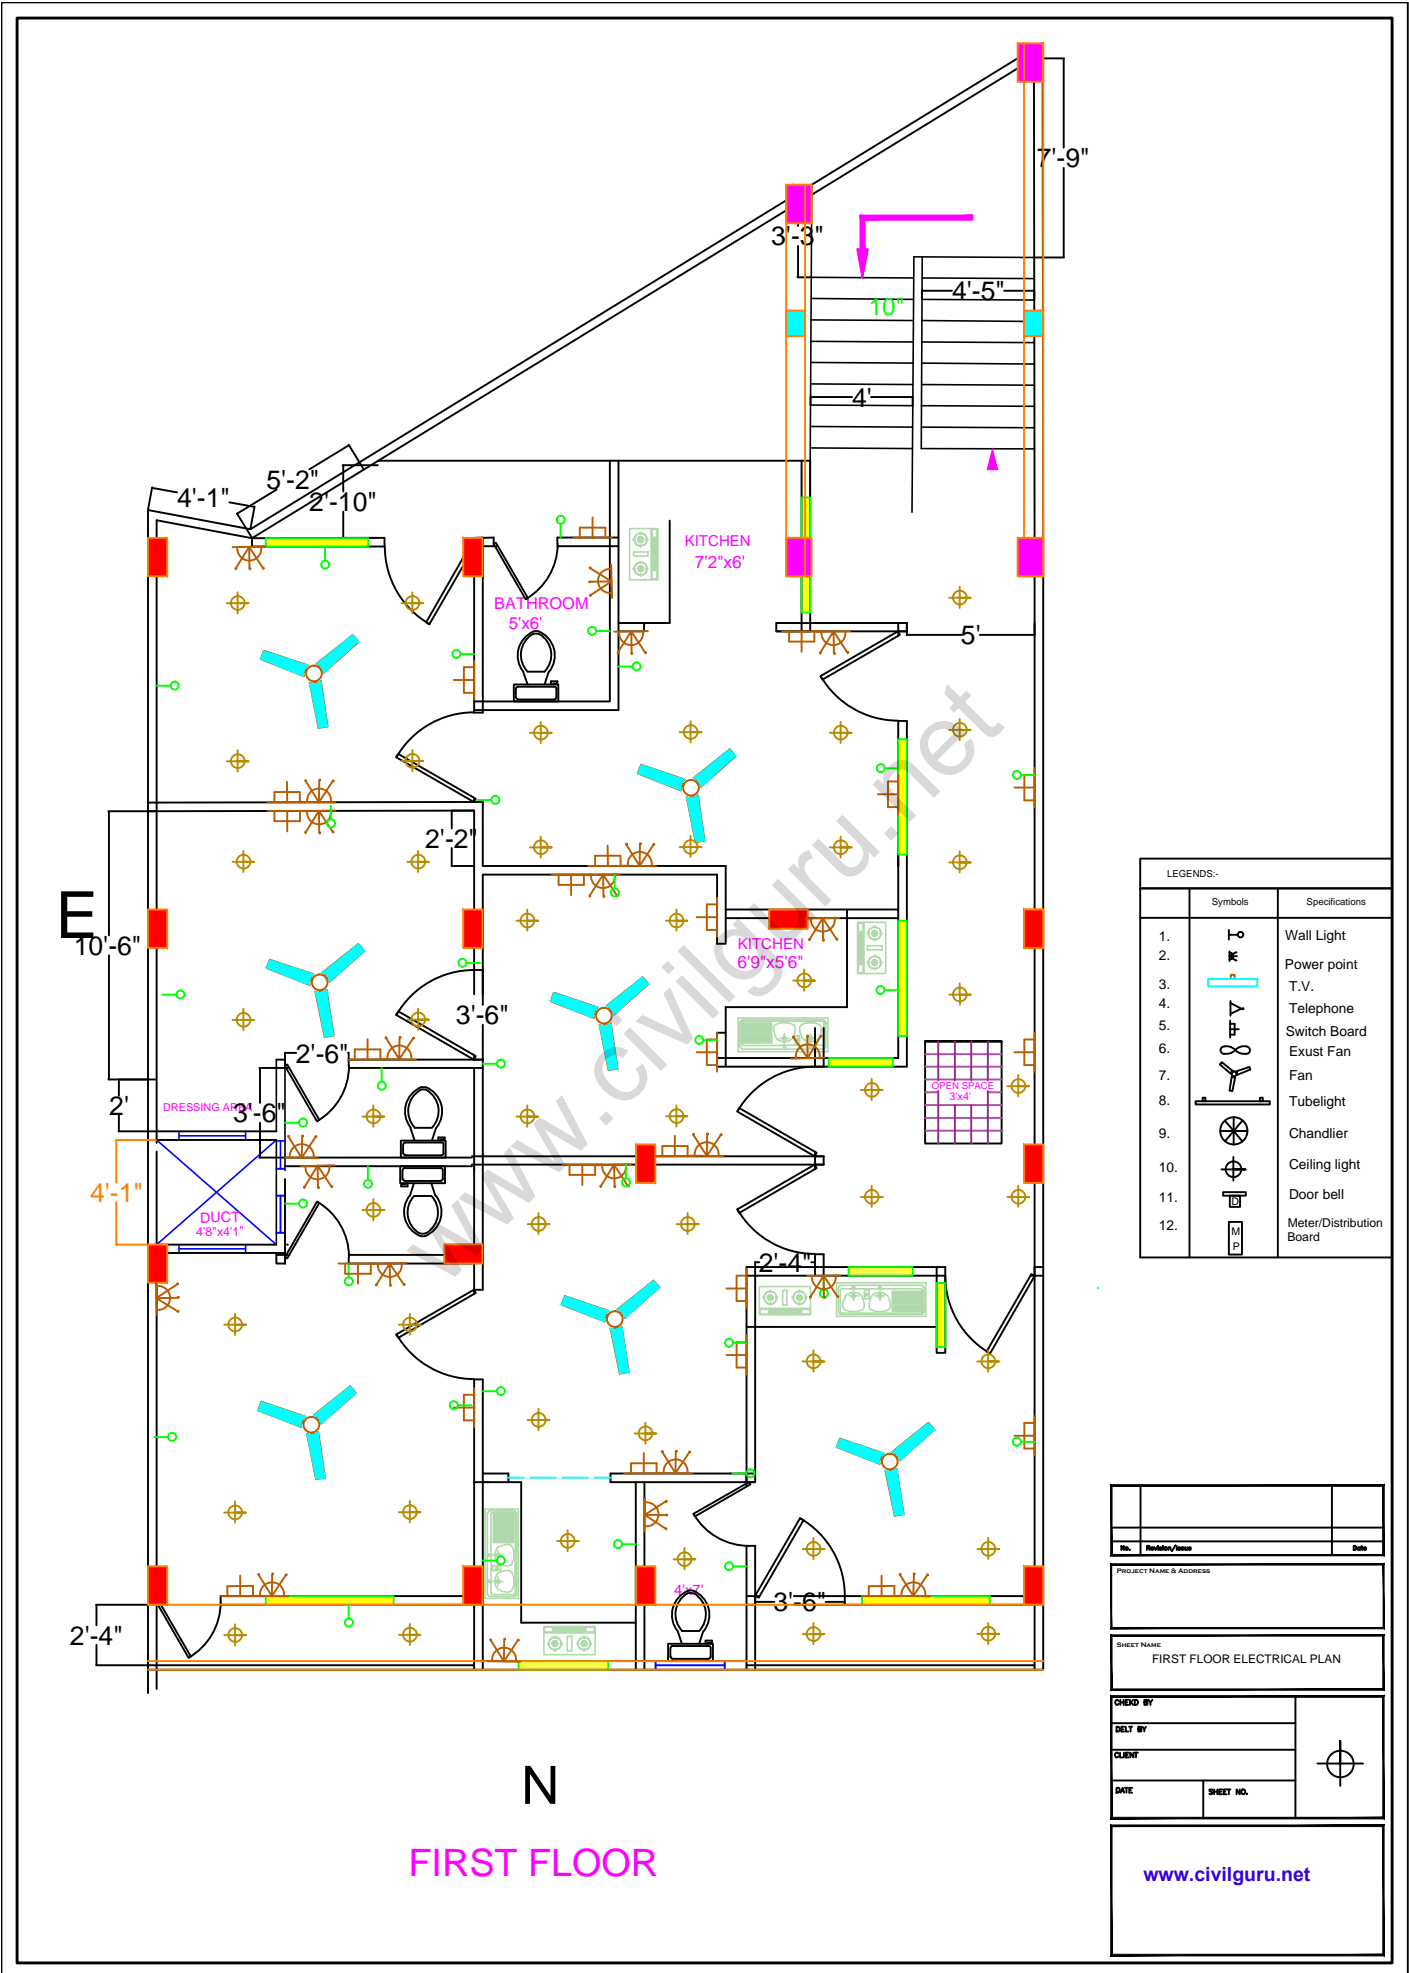 7'-9"
3'-3"
4'-5"
10"
4'
5'-2"
4'-1"
2'-10"
KITCHEN
7'2"x6'
BATHROOM
5'x6'
5'
2'-2"
E
10'-6"
KITCHEN
6'9"x5'6"
3'-6"
2'-6"
OPEN SPACE
3'x4'
2'
DRESSING AREA
3'-6"
4'-1"
DUCT
4'8"x4'1"
2'-4"
4'x7'
3'-6"
2'-4"
www.civilguru.net
N
FIRST FLOOR
LEGENDS:-
Symbols Specifications
1. Wall Light
2. Power point
3. T.V.
4. Telephone
5. Switch Board
6. Exust Fan
7. Fan
8. Tubelight
9. Chandlier
10. Ceiling light
11. D Door bell
12. M P Meter/Distribution
Board
No. Revision/Issue Date
PROJECT NAME & ADDRESS
SHEET NAME
FIRST FLOOR ELECTRICAL PLAN
CHEKD BY
DELT BY
CLIENT
DATE SHEET NO.
www.civilguru.net